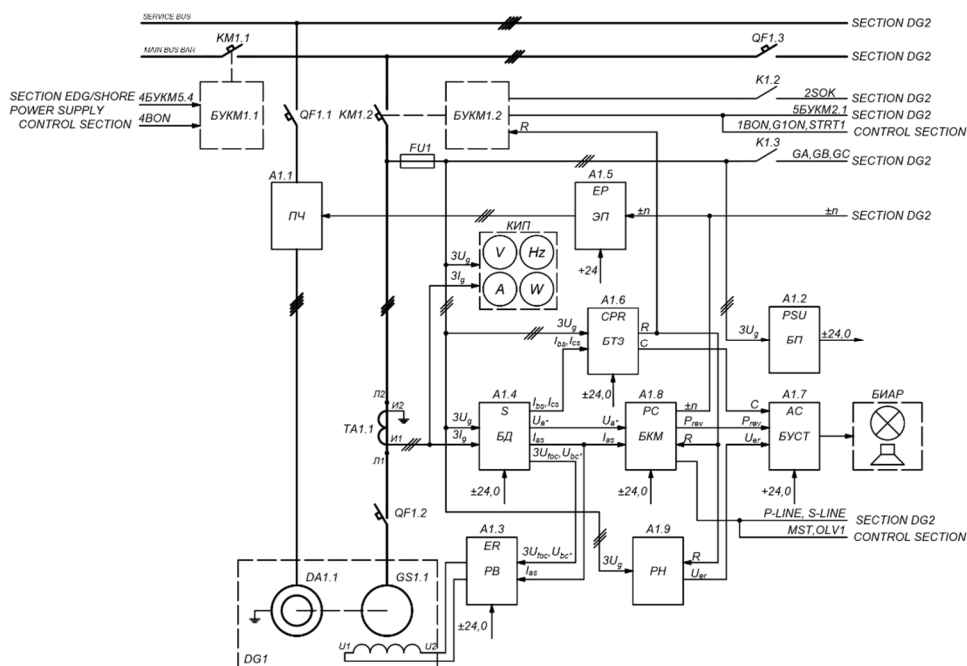 SERVICE BUS
SECTION DG2
KM1.1
QF1.3
MAIN BUS BAR
SECTION DG2
K1.2
2SOK
SECTION DG2
SECTION EDG/SHORE
POWER SUPPLY
CONTROL SECTION
4БУКМ5.4
4BON
БУКМ1.1
QF1.1
KM1.2
БУКМ1.2
5БУКМ2.1
SECTION DG2
R
1BON,G1ON,STRT1
CONTROL SECTION
FU1
K1.3
GA,GB,GC
SECTION DG2
A1.1
ПЧ
A1.5
EP
ЭП
±n
±n
SECTION DG2
+24
КИП
V
Hz
A
W
3Ug
3Ig
A1.6
CPR
БТЗ
3Ug
Ibs,Ics
R
C
±24,0
A1.2
PSU
БП
3Ug
±24,0
Л2
И2
TA1.1
И1
Л1
A1.4
S
БД
3Ug
3Ig
Ibs,Ics
Ua"
Ias
3Uтос,Ubc"
±24,0
A1.8
PC
БКМ
Ua"
Ias
±n
Prev
R
±24,0
A1.7
AC
БУСТ
C
Prev
Uer
+24,0
БИАР
QF1.2
P-LINE, S-LINE
SECTION DG2
MST,OLV1
CONTROL SECTION
A1.3
ER
РВ
3Uтос,Ubc"
Ias
±24,0
A1.9
РН
3Ug
R
Uer
DA1.1
GS1.1
U1
U2
DG1